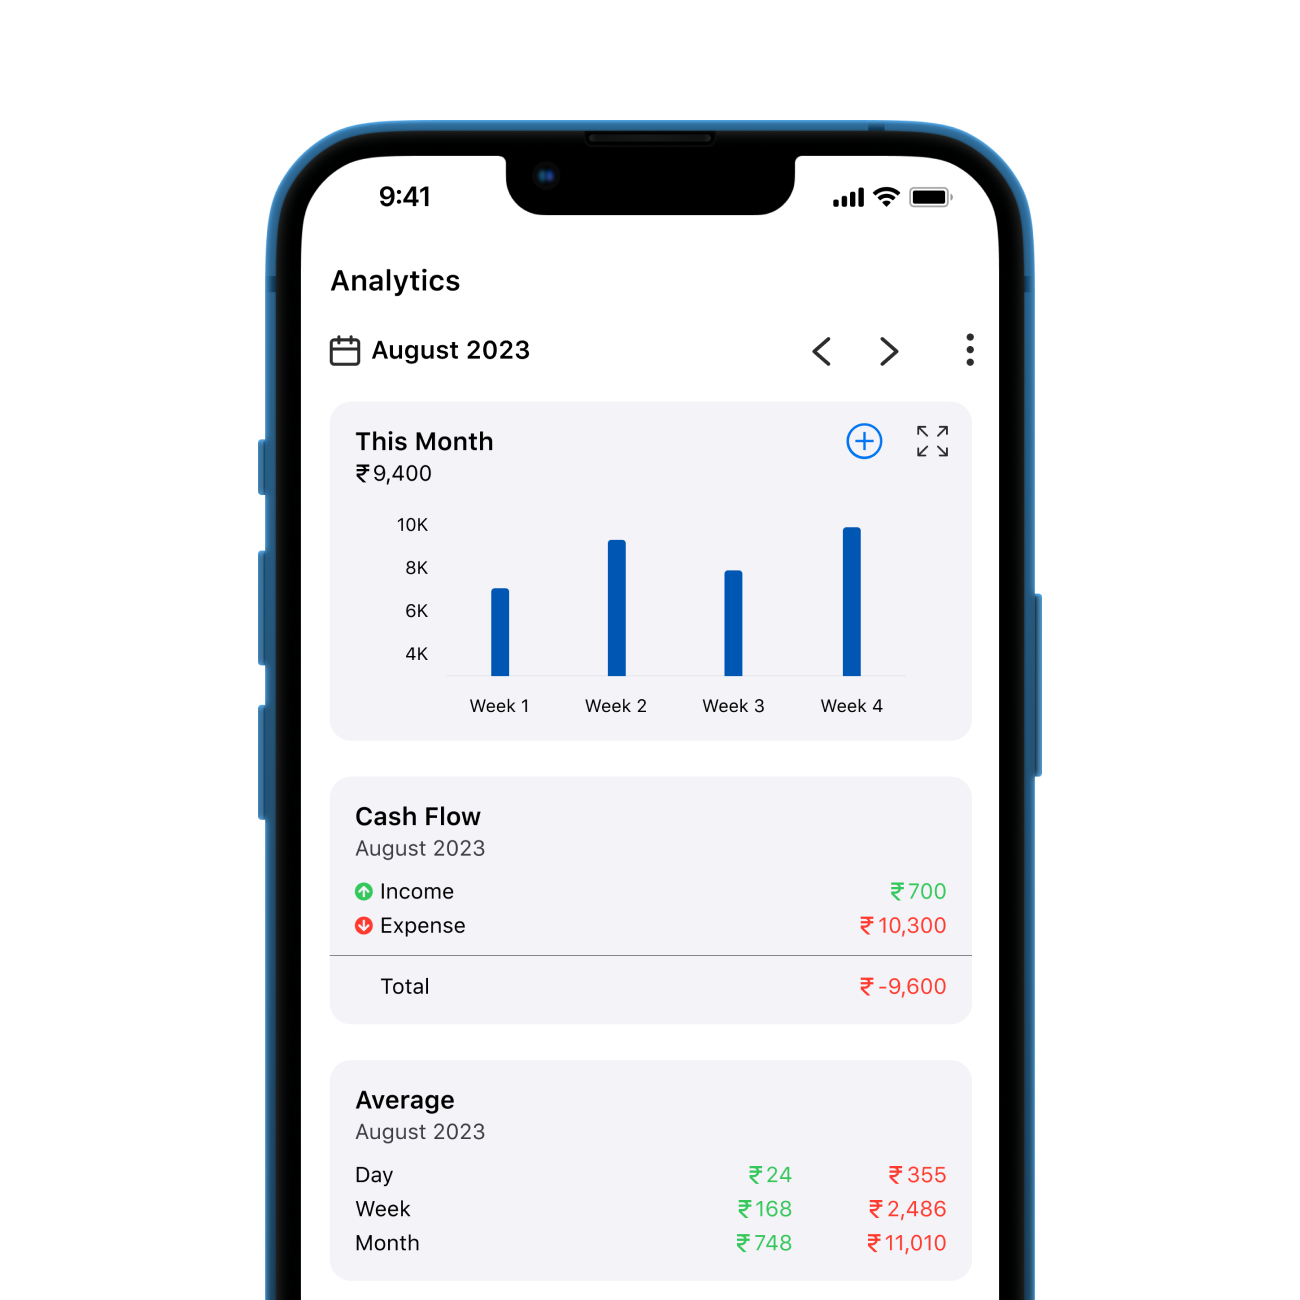 9:41
Analytics
August 2023
This Month
₹9,400
10K
8K
6K
4K
Week 1 Week 2 Week 3 Week 4
Cash Flow
August 2023
Income ₹700
Expense ₹10,300
Total ₹-9,600
Average
August 2023
Day ₹24 ₹355
Week ₹168 ₹2,486
Month ₹748 ₹11,010